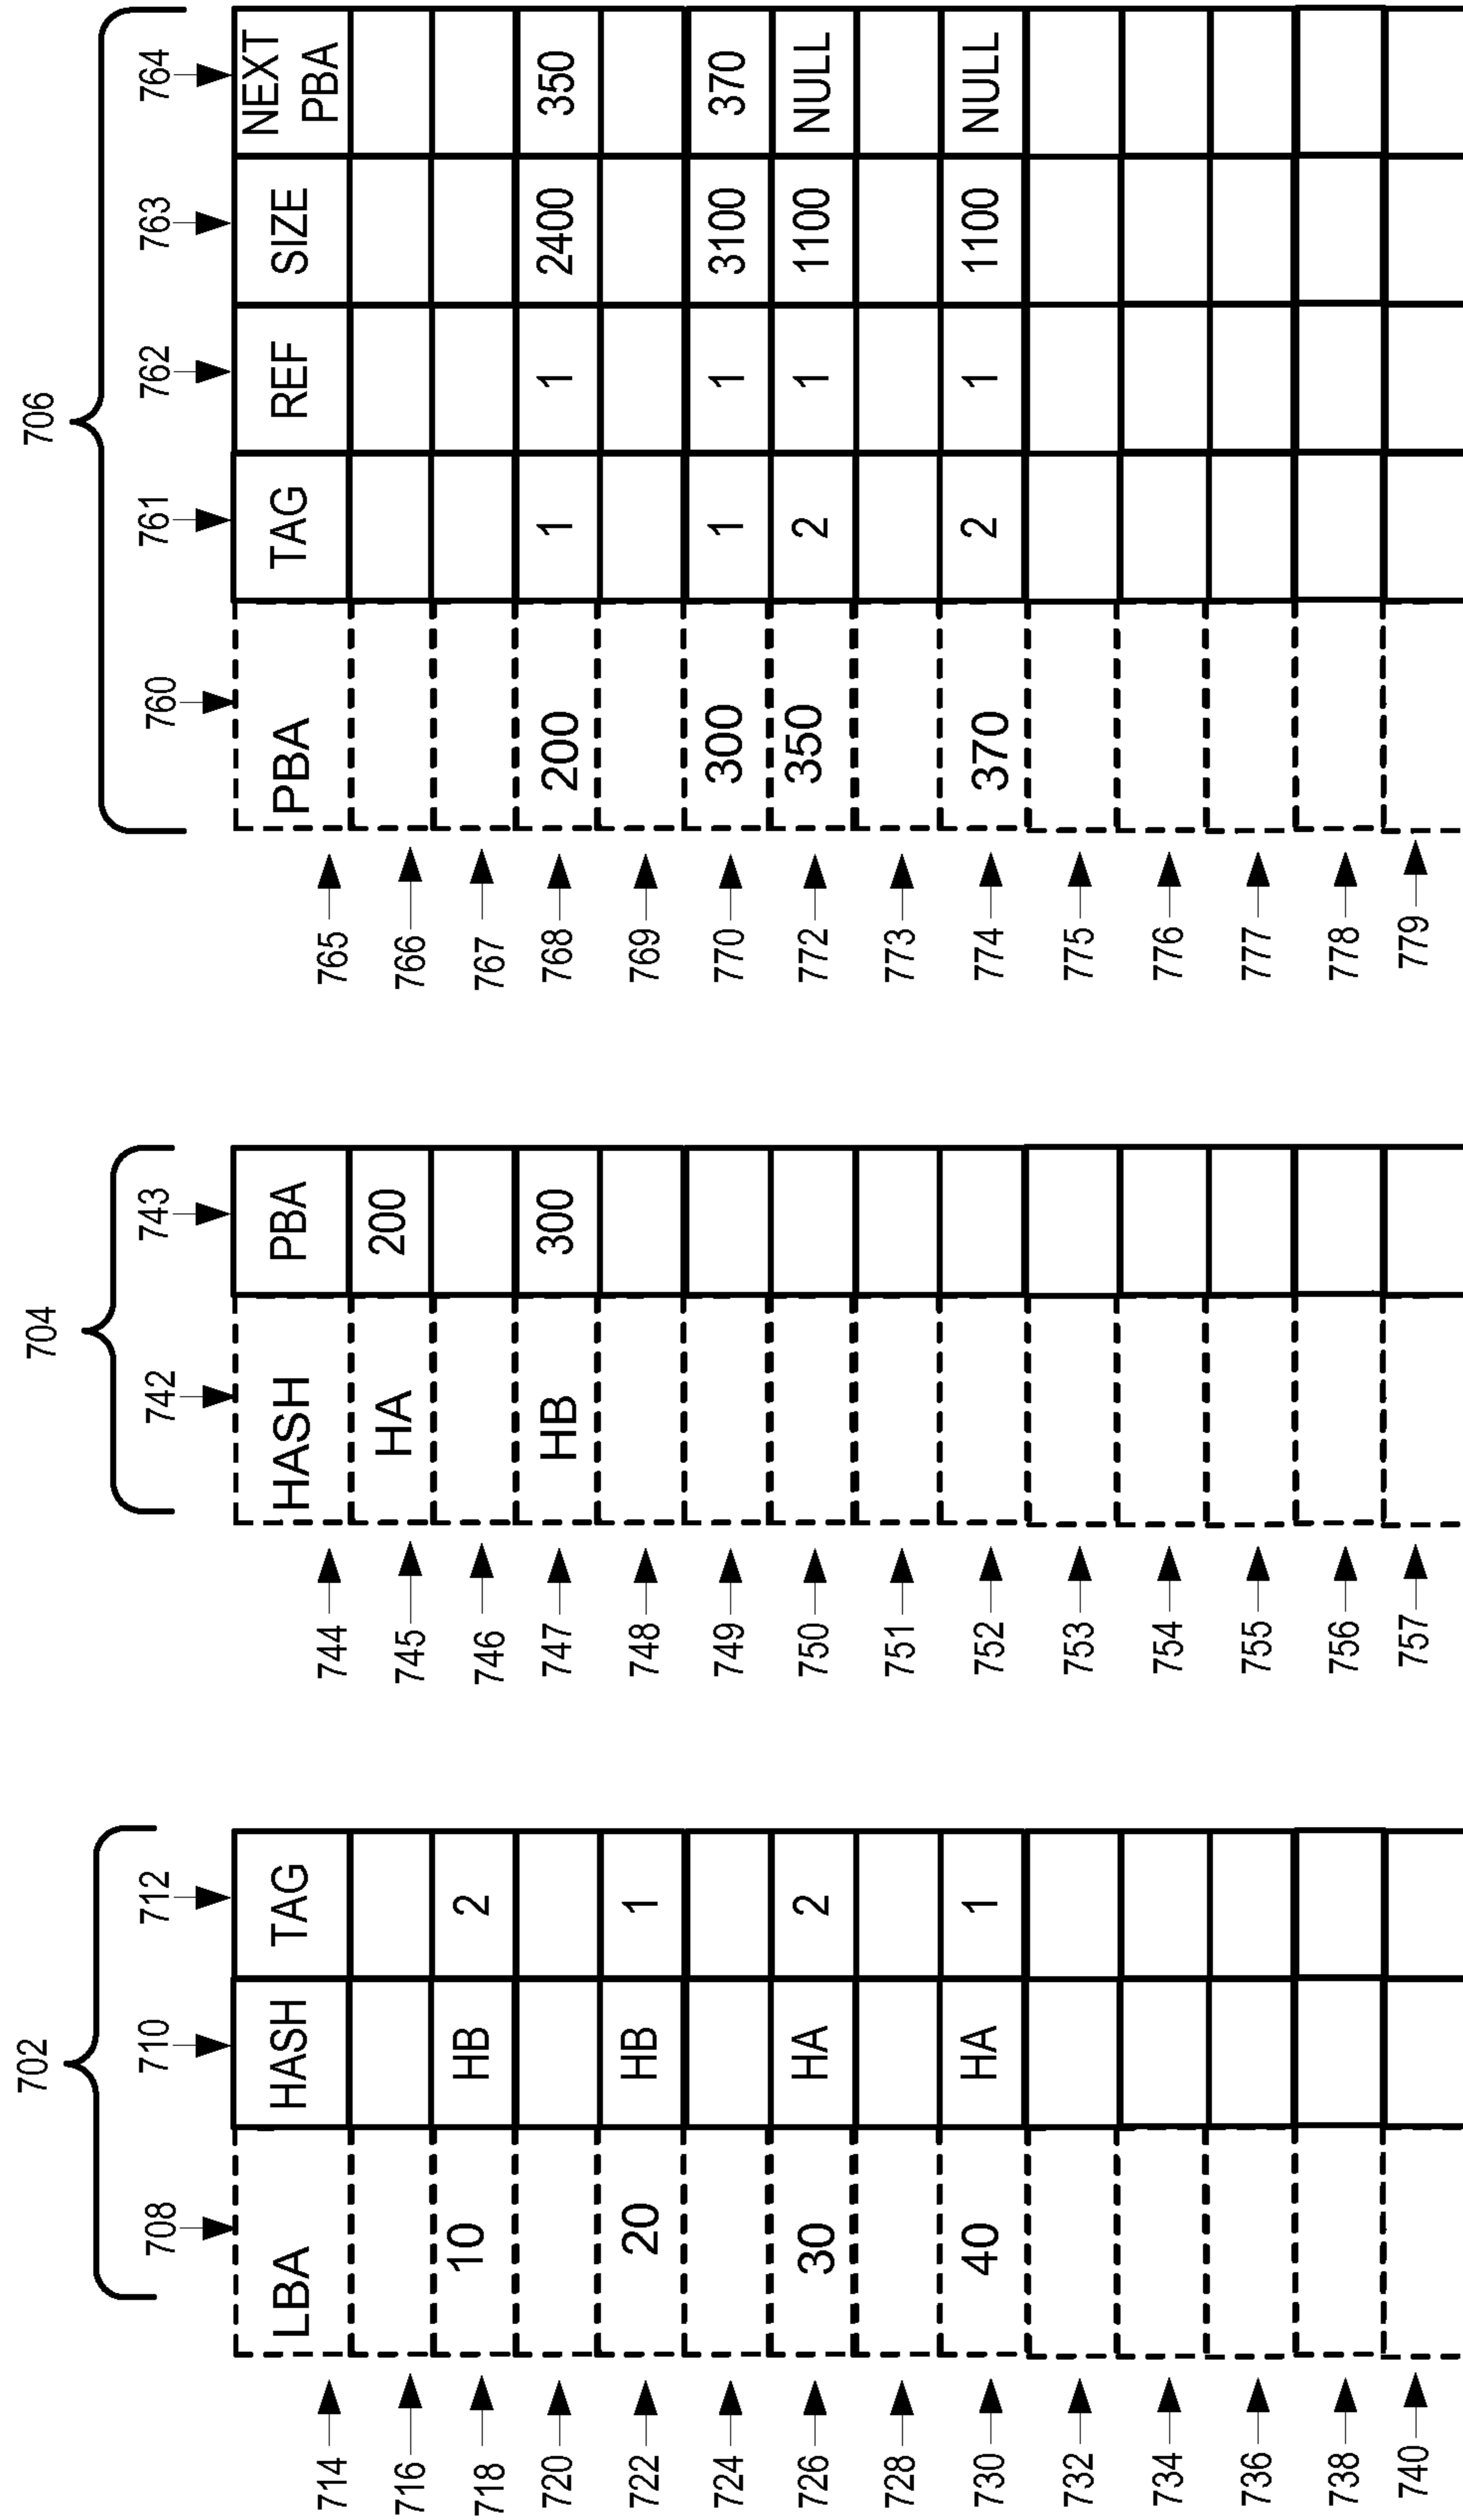 702 704 706
708 710 712 742 743 760 761 762 763 764
714 LBA HASH TAG 744 HASH PBA 765 PBA TAG REF SIZE NEXT
PBA
716 745 HA 200 766
718 10 HB 2 746 767
720 747 HB 300 768 200 1 1 2400 350
722 20 HB 1 748 769
724 749 770 300 1 1 3100 370
726 30 HA 2 750 772 350 2 1 1100 NULL
728 751 773
730 40 HA 1 752 774 370 2 1 1100 NULL
732 753 775
734 754 776
736 755 777
738 756 778
740 757 779